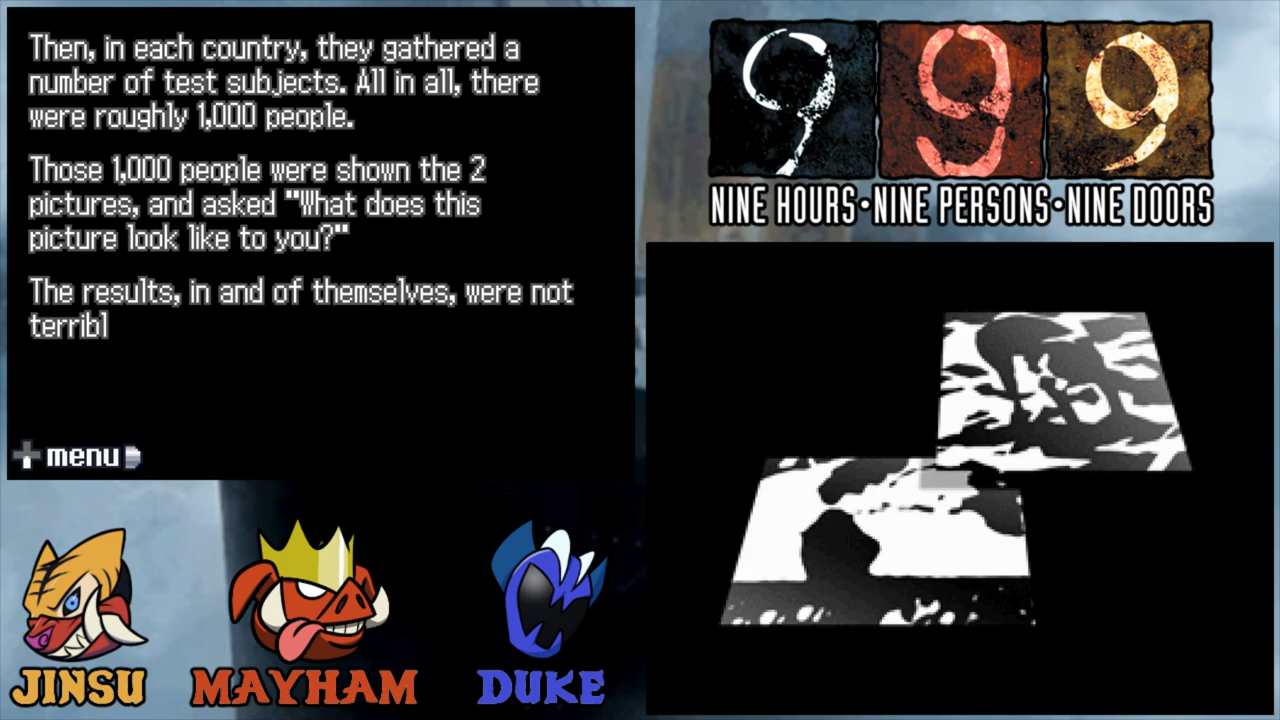 Then, in each country, they gathered a
number of test subjects. All in all, there
were roughly 1,000 people.
Those 1,000 people were shown the 2
pictures, and asked "What does this
picture look like to you?"
The results, in and of themselves, were not
terribl
menu
999
NINE HOURS•NINE PERSONS•NINE DOORS
JINSU
MAYHAM
DUKE